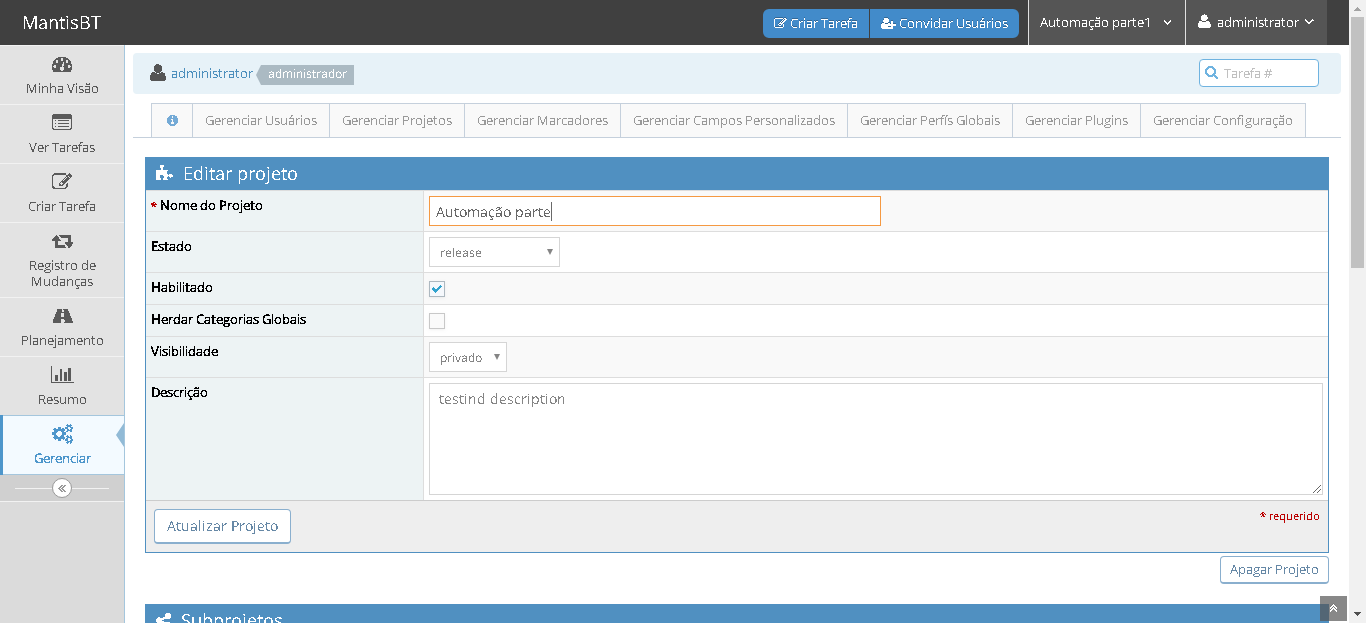 MantisBT
Criar Tarefa
Convidar Usuários
Automação parte1
administrator
Minha Visão
Ver Tarefas
Criar Tarefa
Registro de
Mudanças
Planejamento
Resumo
Gerenciar
administrator
administrador
Tarefa #
Gerenciar Usuários
Gerenciar Projetos
Gerenciar Marcadores
Gerenciar Campos Personalizados
Gerenciar Perfís Globais
Gerenciar Plugins
Gerenciar Configuração
Editar projeto
* Nome do Projeto
Automação parte
Estado
release
Habilitado
Herdar Categorias Globais
Visibilidade
privado
Descrição
testind description
Atualizar Projeto
* requerido
Apagar Projeto
Subprojetos